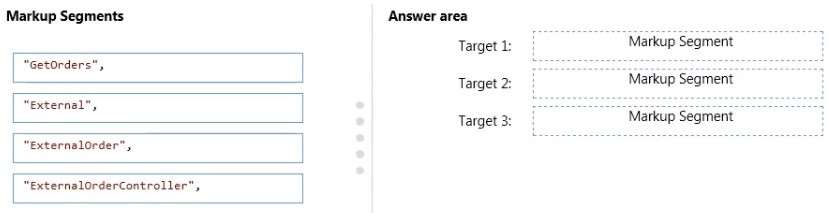 Markup Segments
"GetOrders",
"External",
"ExternalOrder",
"ExternalOrderController",
Answer area
Target 1: Markup Segment
Target 2: Markup Segment
Target 3: Markup Segment